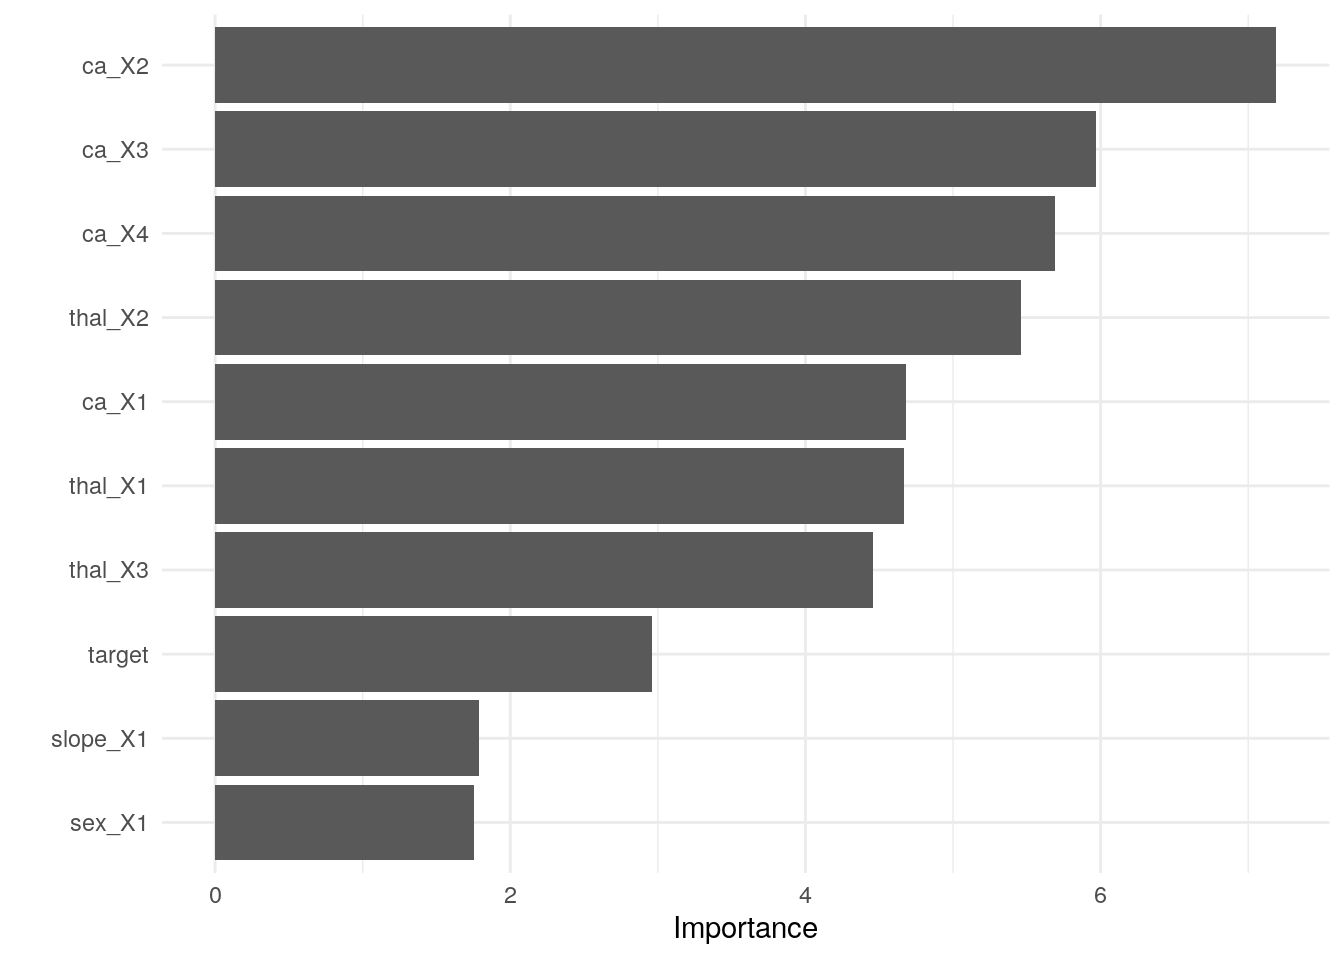 ca_X2
ca_X3
ca_X4
thal_X2
ca_X1
thal_X1
thal_X3
target
slope_X1
sex_X1
0 2 4 6
Importance